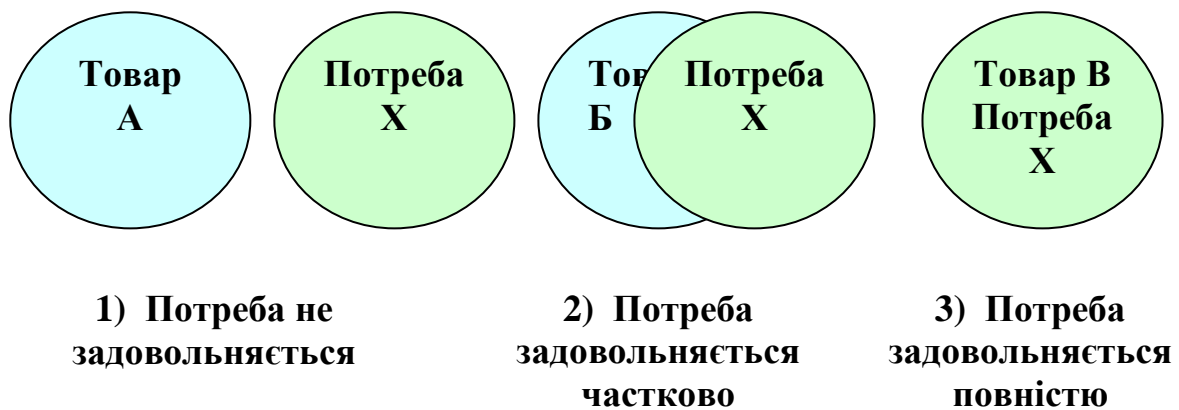 Товар
А
Потреба
Х
Тов
Б
Потреба
Х
Товар В
Потреба
Х
1) Потреба не
задовольняється
2) Потреба
задовольняється
частково
3) Потреба
задовольняється
повністю